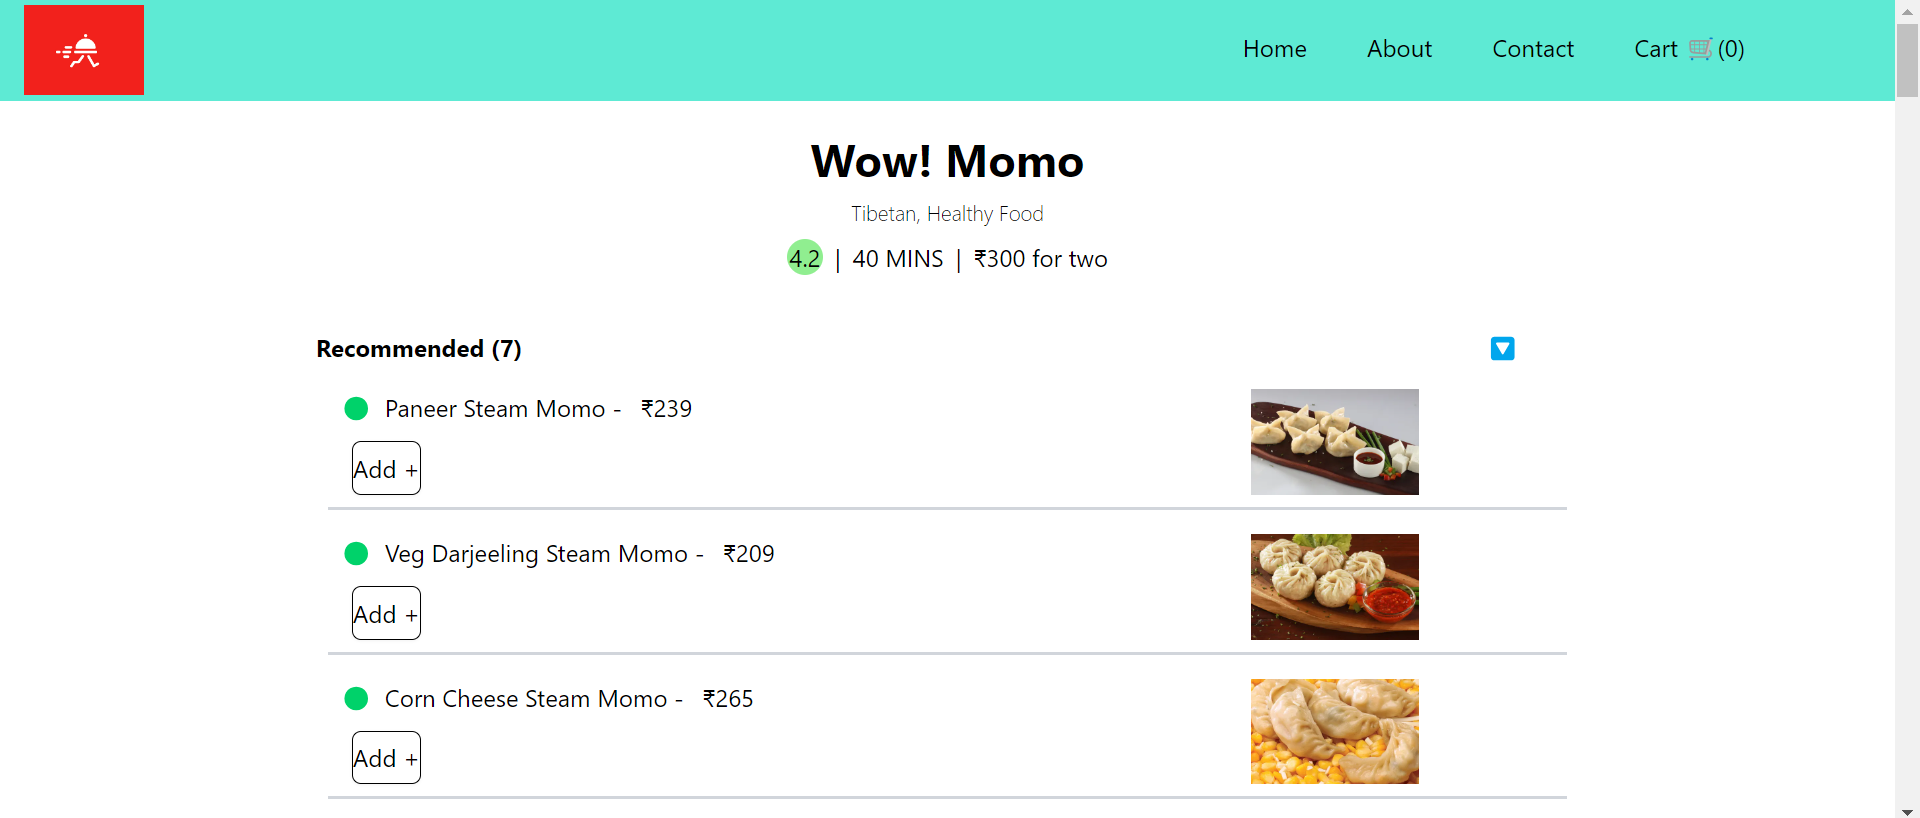 Home About Contact Cart 🛒(0)
Wow! Momo
Tibetan, Healthy Food
4.2 | 40 MINS | ₹300 for two
Recommended (7)
Paneer Steam Momo - ₹239
Add +
Veg Darjeeling Steam Momo - ₹209
Add +
Corn Cheese Steam Momo - ₹265
Add +